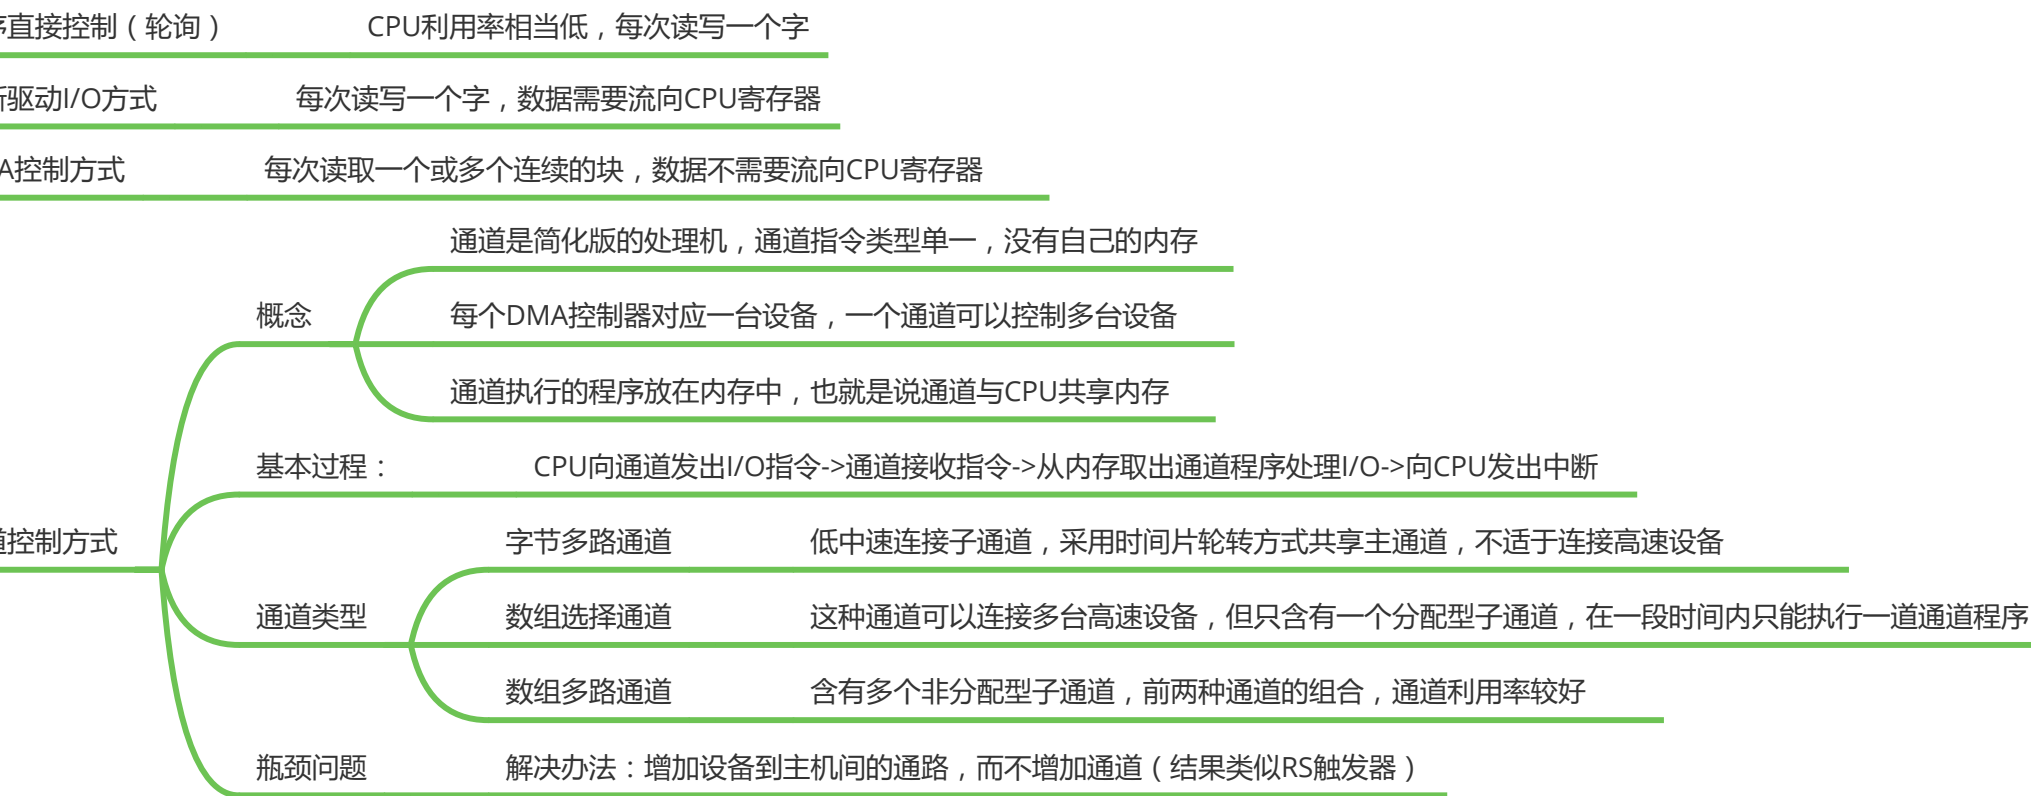 序直接控制（轮询） CPU利用率相当低，每次读写一个字
断驱动I/O方式 每次读写一个字，数据需要流向CPU寄存器
A控制方式 每次读取一个或多个连续的块，数据不需要流向CPU寄存器
通道是简化版的处理机，通道指令类型单一，没有自己的内存
概念 每个DMA控制器对应一台设备，一个通道可以控制多台设备
通道执行的程序放在内存中，也就是说通道与CPU共享内存
基本过程： CPU向通道发出I/O指令->通道接收指令->从内存取出通道程序处理I/O->向CPU发出中断
道控制方式 字节多路通道 低中速连接子通道，采用时间片轮转方式共享主通道，不适于连接高速设备
通道类型 数组选择通道 这种通道可以连接多台高速设备，但只含有一个分配型子通道，在一段时间内只能执行一道通道程序
数组多路通道 含有多个非分配型子通道，前两种通道的组合，通道利用率较好
瓶颈问题 解决办法：增加设备到主机间的通路，而不增加通道（结果类似RS触发器）